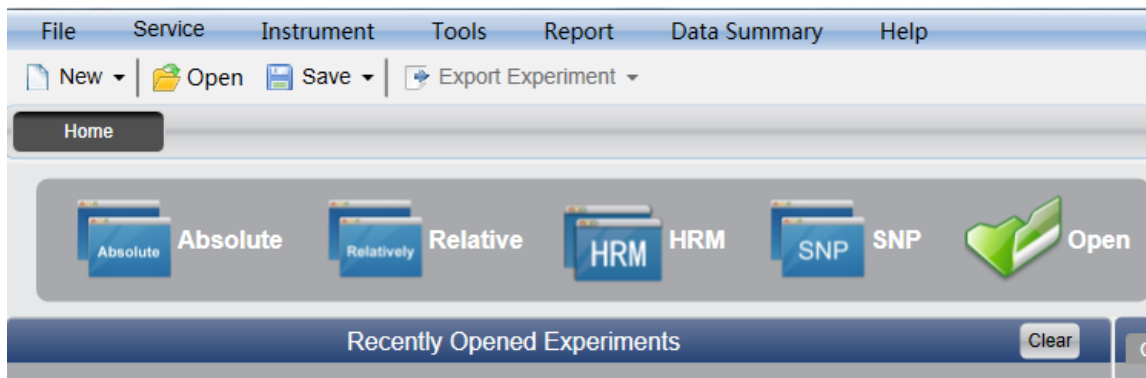 File Service Instrument Tools Report Data Summary Help
New Open Save Export Experiment
Home
Absolute Absolute Relatively Relative HRM HRM SNP SNP Open
Recently Opened Experiments Clear